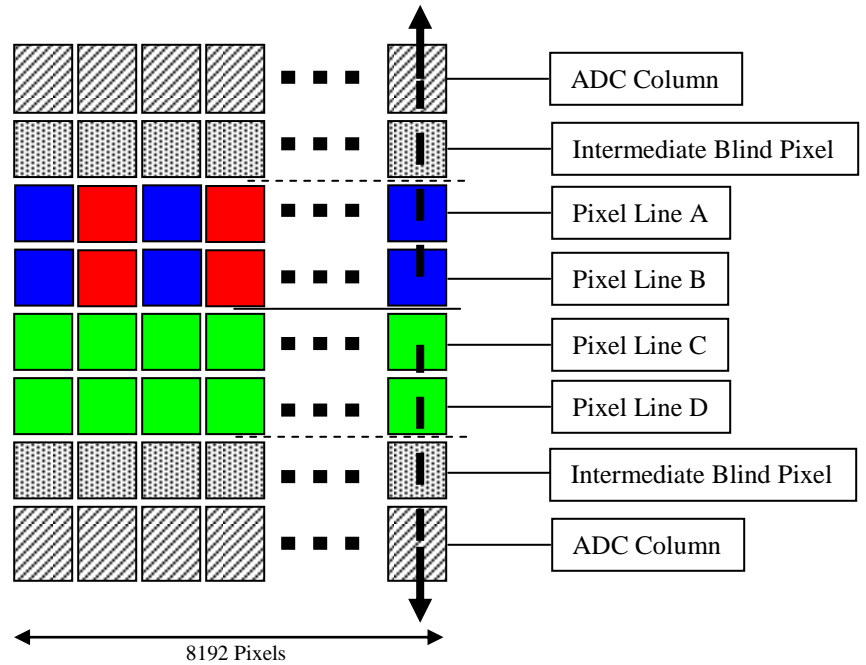 ADC Column
Intermediate Blind Pixel
Pixel Line A
Pixel Line B
Pixel Line C
Pixel Line D
Intermediate Blind Pixel
ADC Column
8192 Pixels